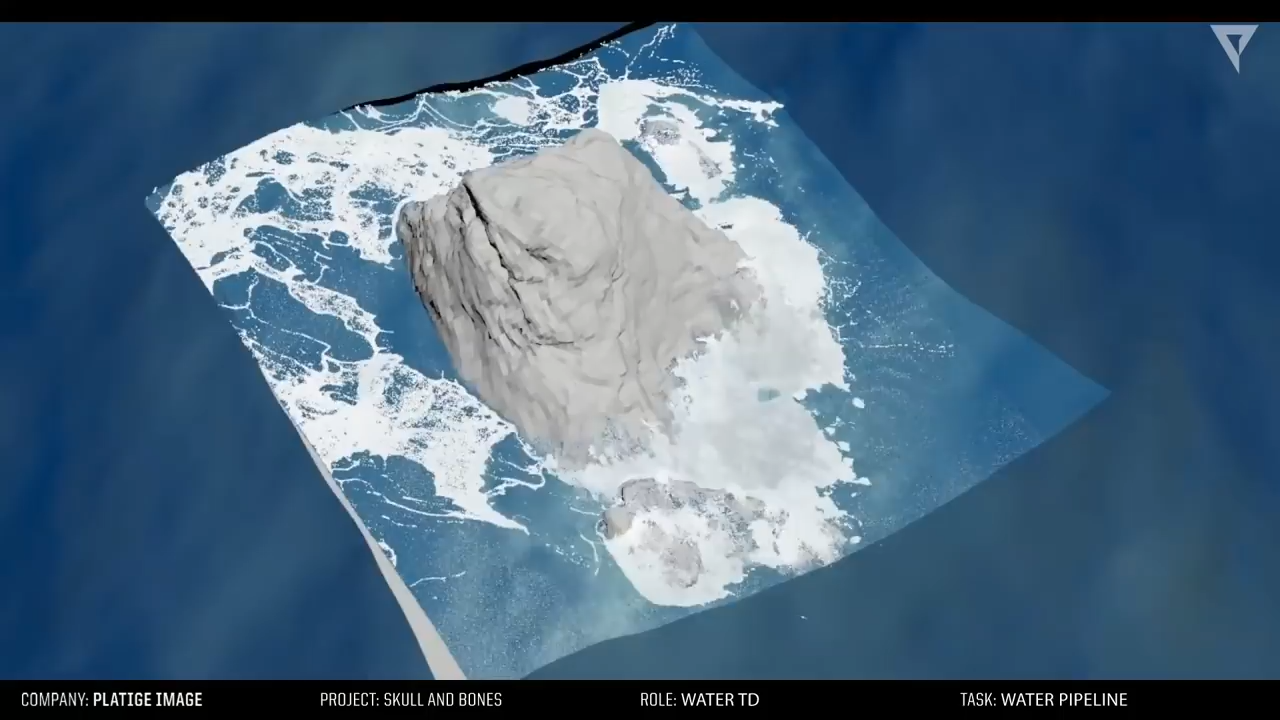 COMPANY: PLATIGE IMAGE PROJECT: SKULL AND BONES ROLE: WATER TD TASK: WATER PIPELINE